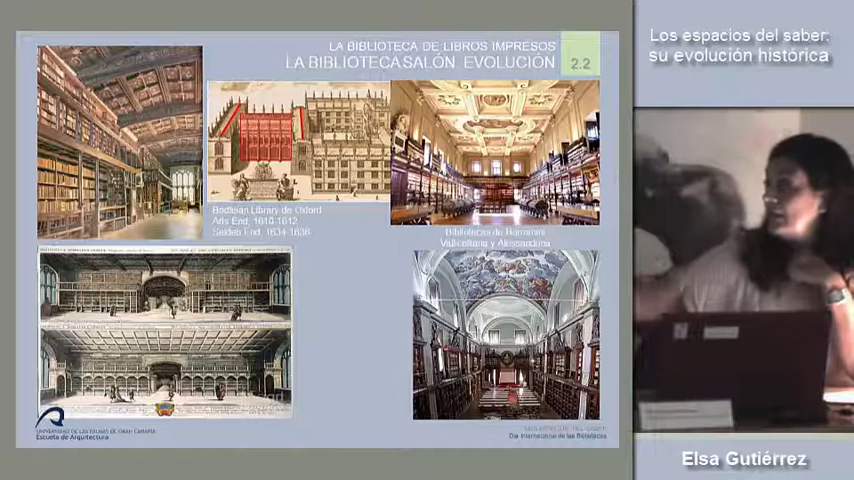 LA BIBLIOTECA DE LIBROS IMPRESOS
LA BIBLIOTECA SALÓN. EVOLUCIÓN
2.2
Bodleian Library de Oxford
Arts End, 1610-1612
Selden End, 1634-1636
Bibliotecas de Borromini
Vallicelliana y Alessandrina
UNIVERSIDAD DE LAS PALMAS DE GRAN CANARIA
Escuela de Arquitectura
Día Internacional de las Bibliotecas
Los espacios del saber:
su evolución histórica
Elsa Gutiérrez